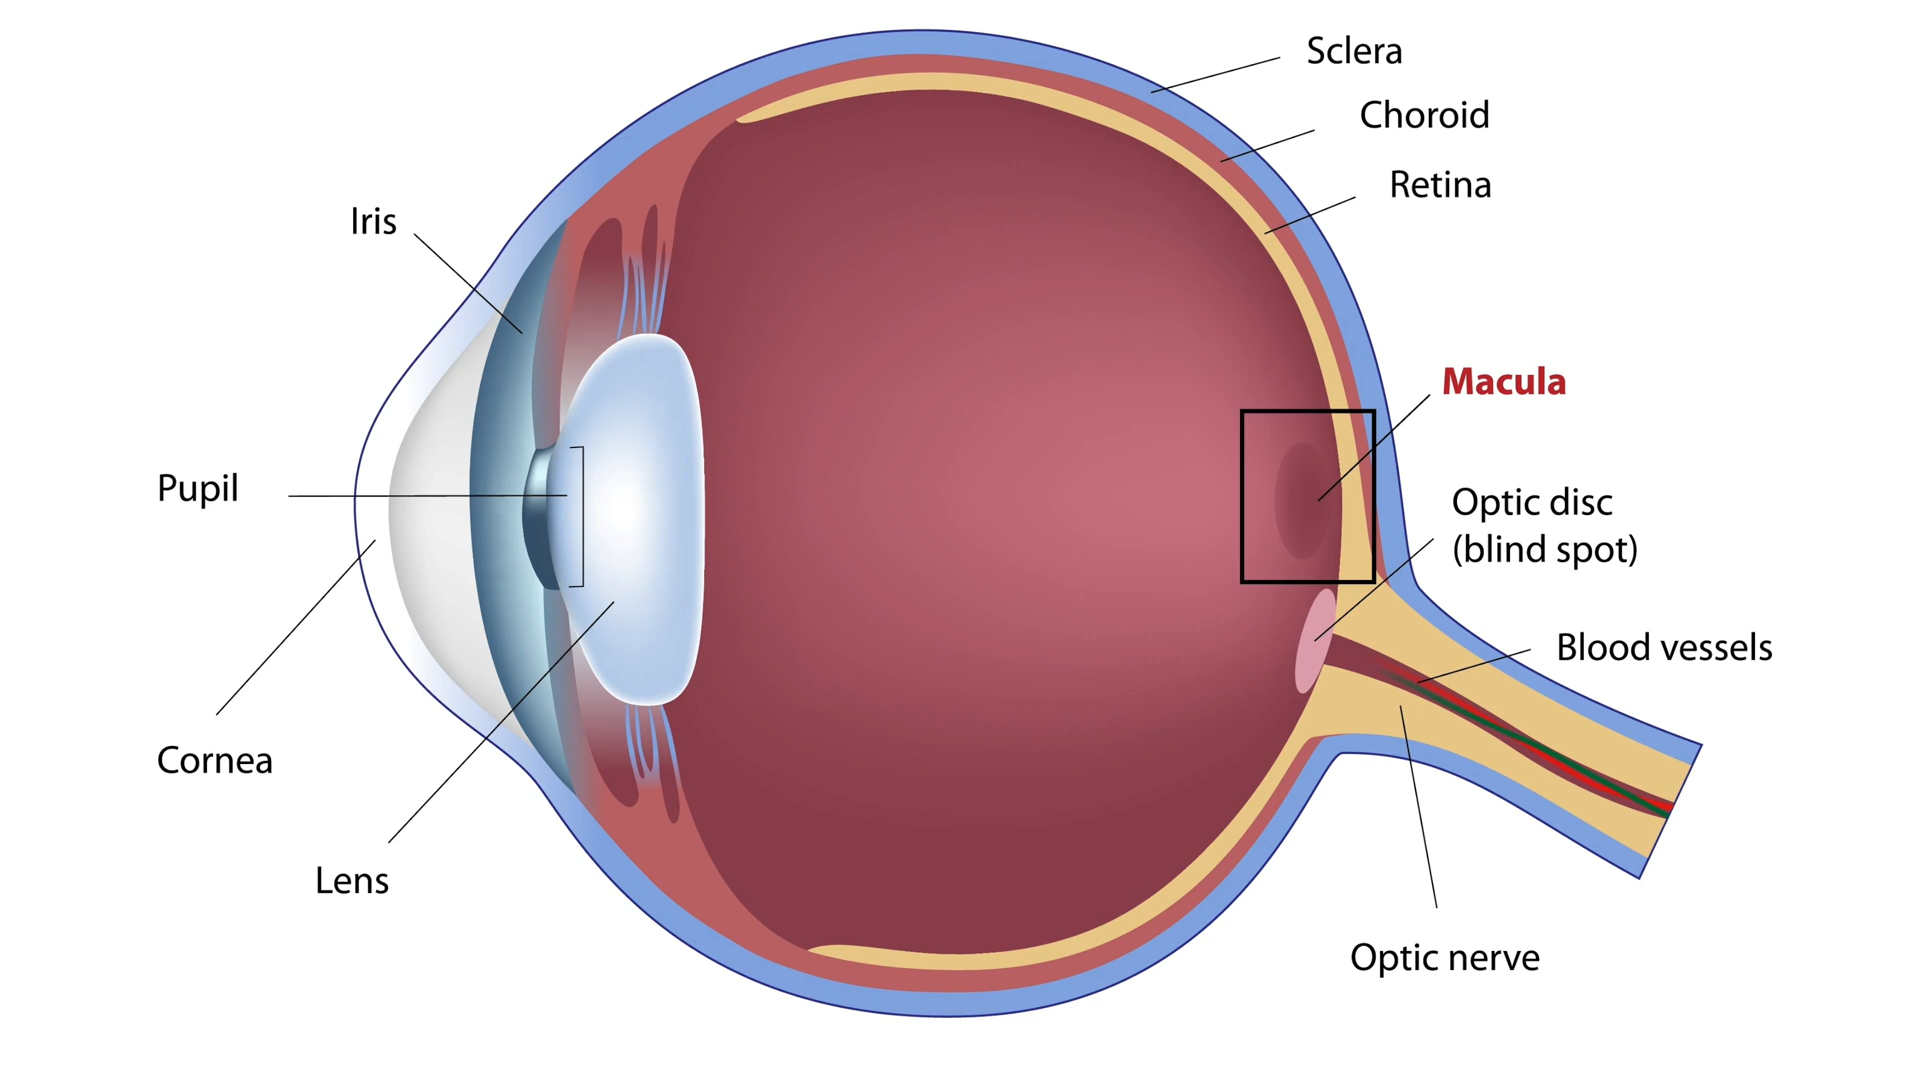 Sclera
Choroid
Retina
Iris
Macula
Pupil
Optic disc
(blind spot)
Blood vessels
Cornea
Lens
Optic nerve